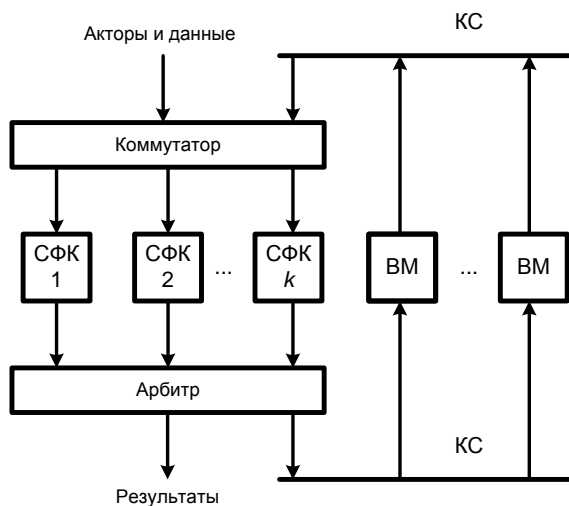 Акторы и данные
КС
Коммутатор
СФК
1
СФК
2
...
СФК
k
ВМ
...
ВМ
Арбитр
КС
Результаты